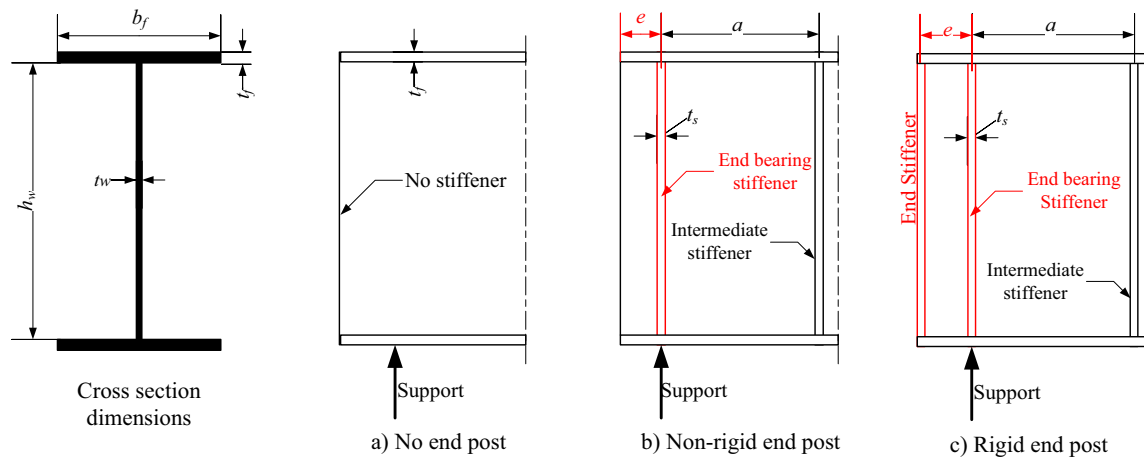 b_f
t_f
h_w
tw
Cross section
dimensions
t_f
No stiffener
Support
a) No end post
e
a
t_s
End bearing
stiffener
Intermediate
stiffener
Support
b) Non-rigid end post
e
a
t_s
End Stiffener
End bearing
Stiffener
Intermediate
stiffener
Support
c) Rigid end post